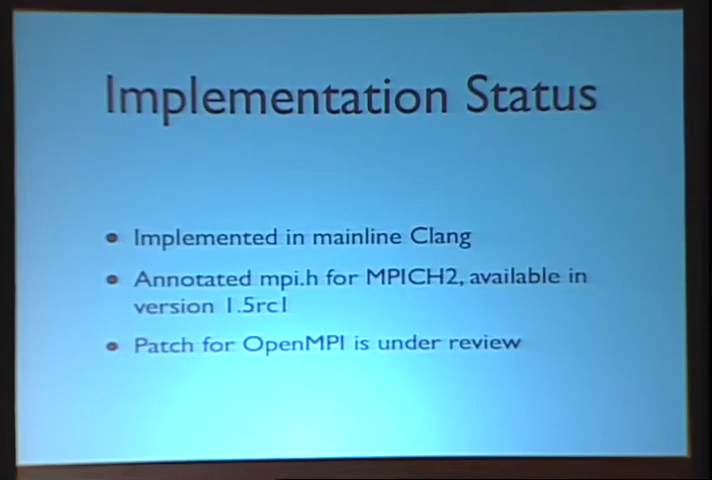 Implementation Status
• Implemented in mainline Clang
• Annotated mpi.h for MPICH2, available in
version 1.5rc1
• Patch for OpenMPI is under review